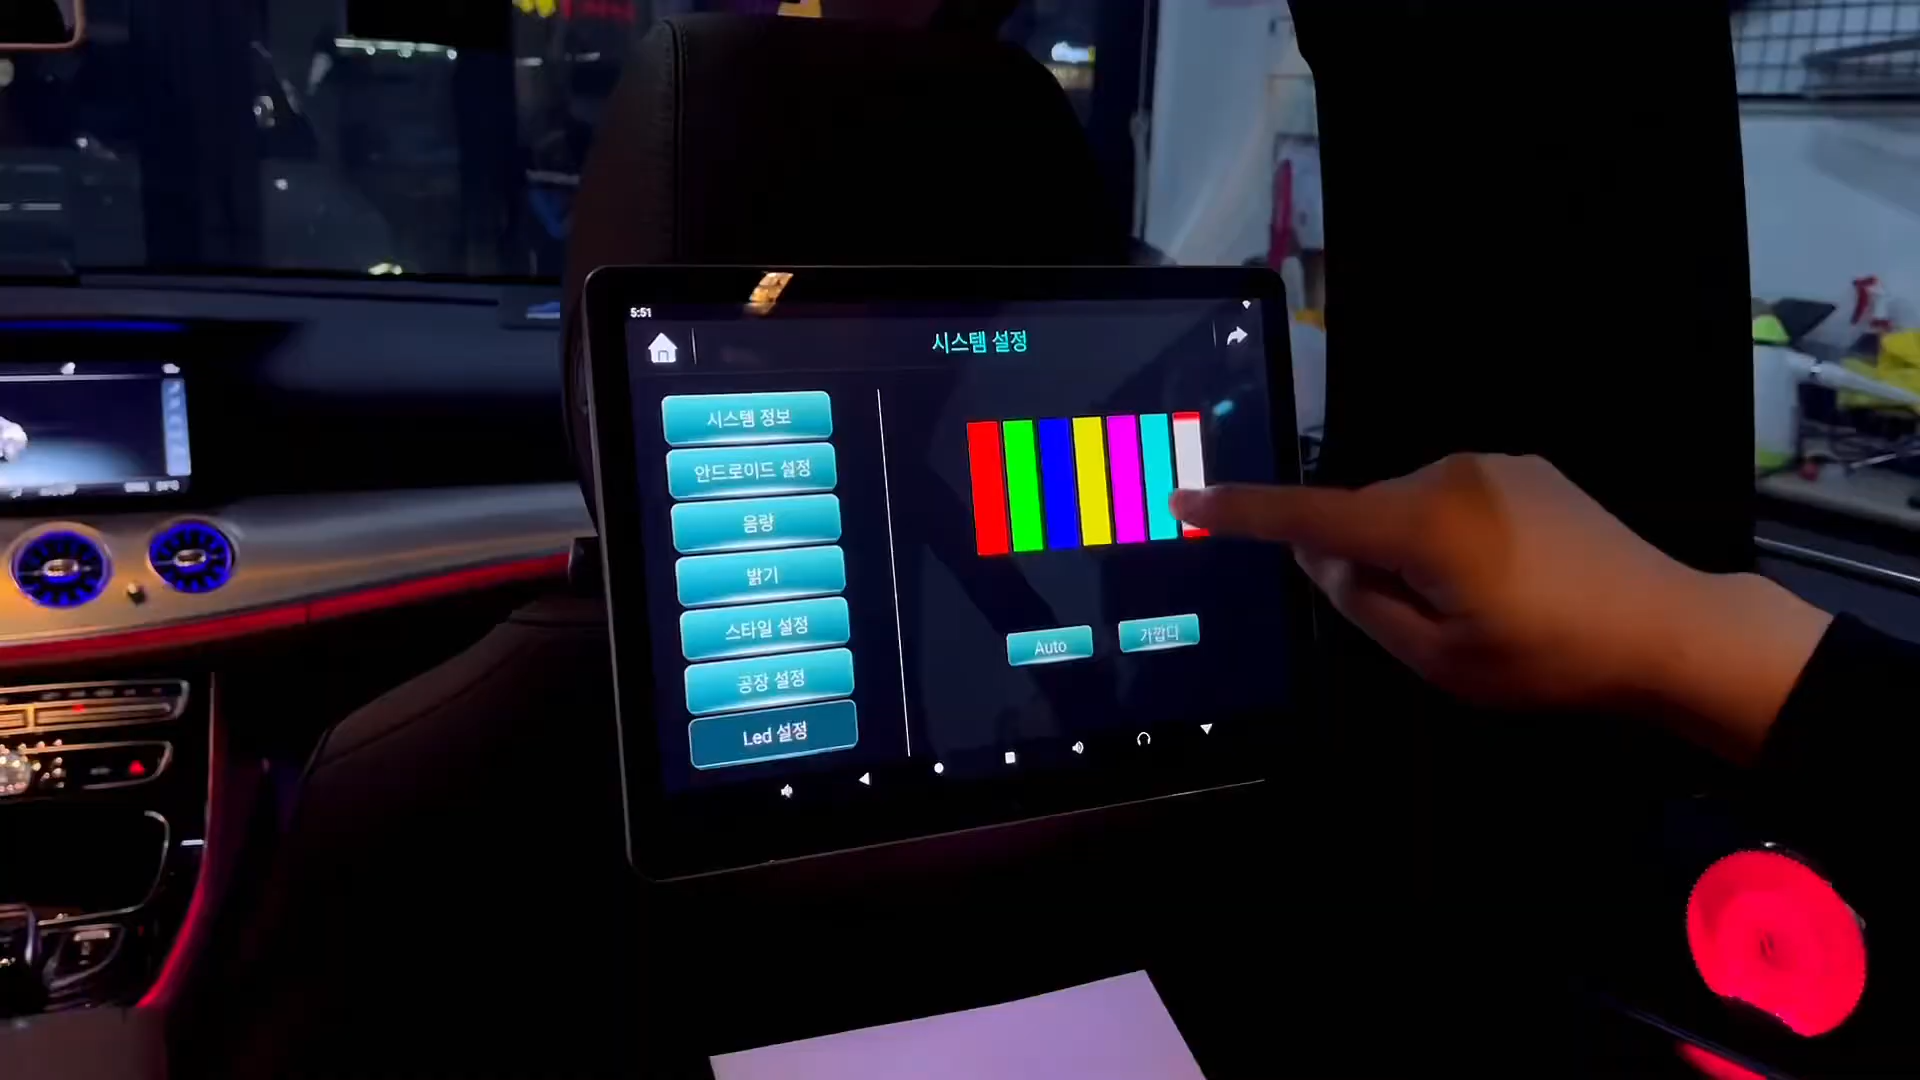 5:51
시스템 설정
시스템 정보
안드로이드 설정
음량
밝기
스타일 설정
공장 설정
Led 설정
Auto
가깝다